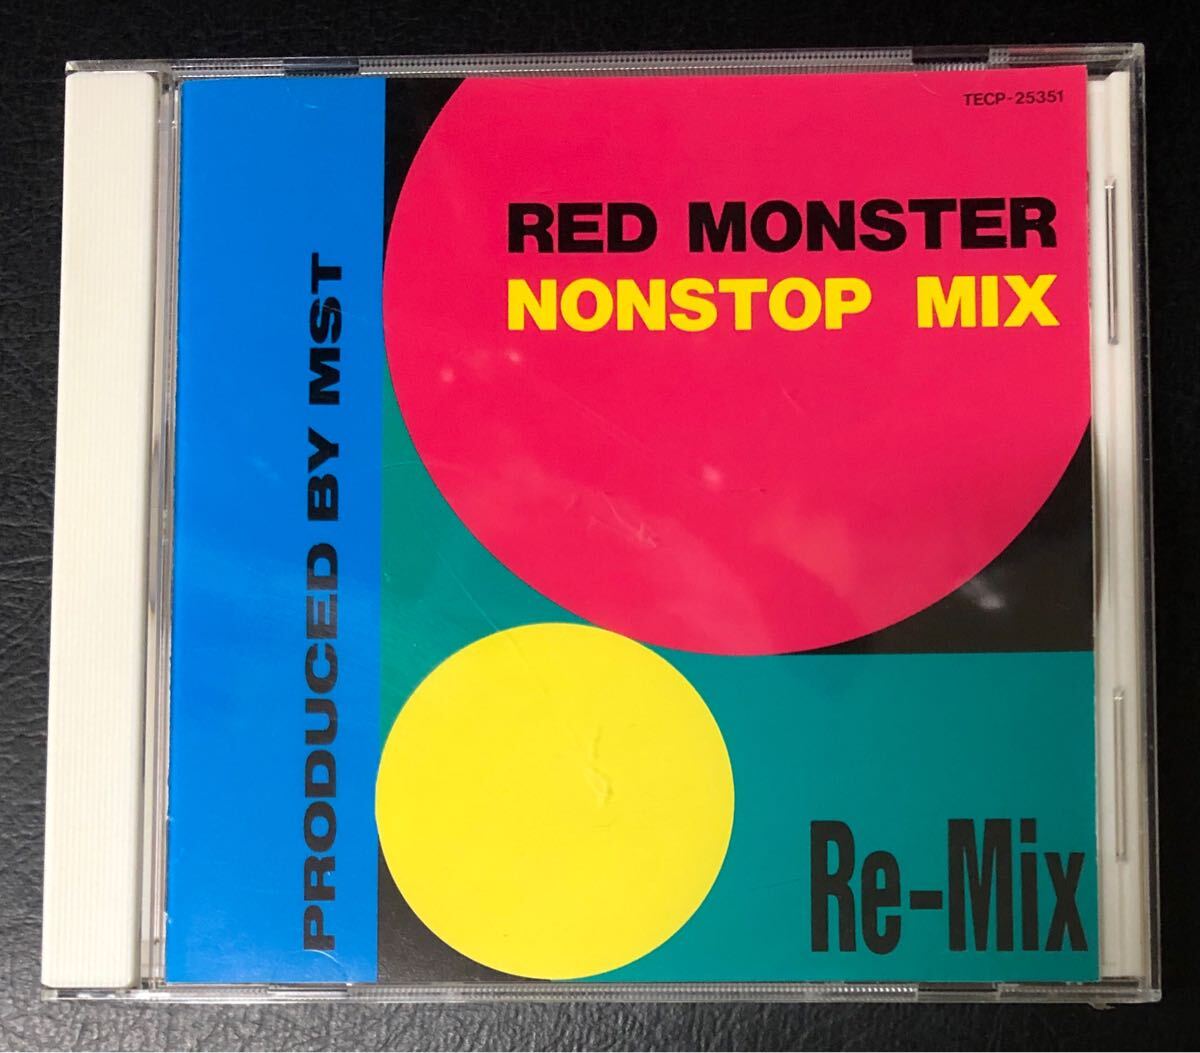 TECP-25351
RED MONSTER
NONSTOP MIX
PRODUCED BY MST
Re-Mix